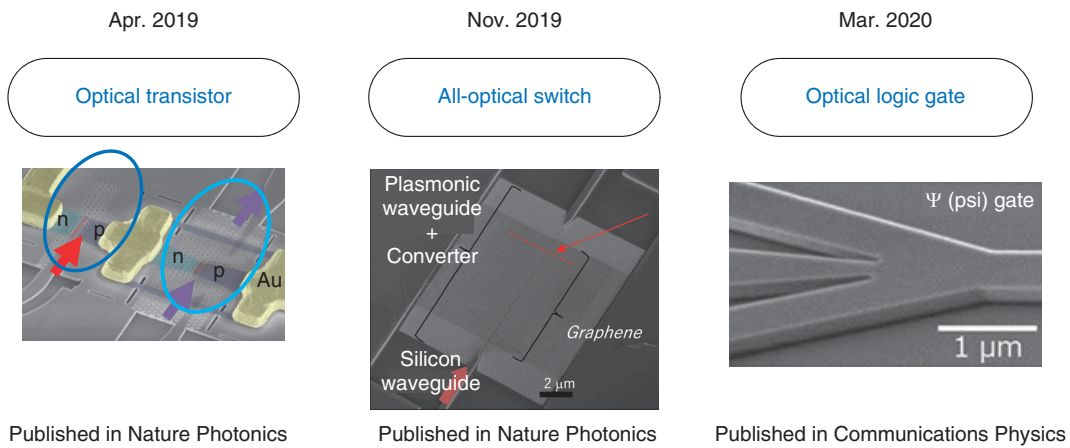 Apr. 2019
Nov. 2019
Mar. 2020
Optical transistor
All-optical switch
Optical logic gate
n
p
n
p
Au
Plasmonic
waveguide
+
Converter
Graphene
Silicon
waveguide
2 μm
Ψ (psi) gate
1 μm
Published in Nature Photonics
Published in Nature Photonics
Published in Communications Physics